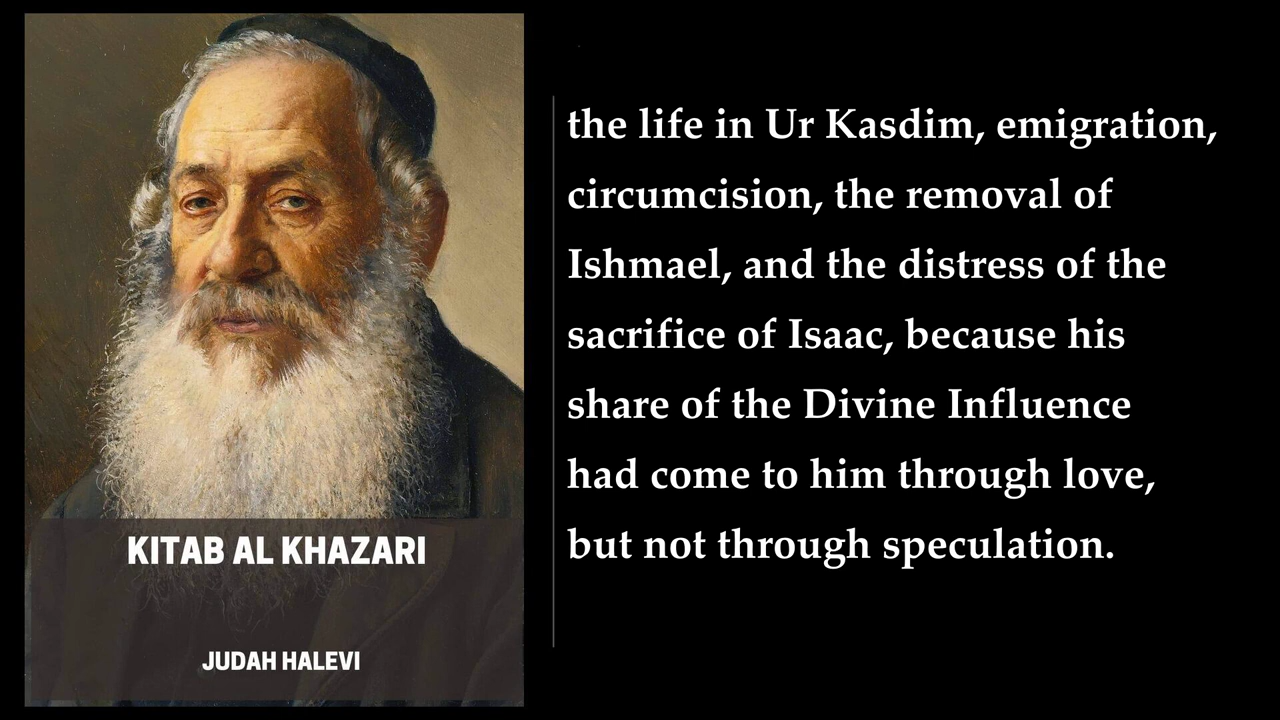 KITAB AL KHAZARI
JUDAH HALEVI
the life in Ur Kasdim, emigration,
circumcision, the removal of
Ishmael, and the distress of the
sacrifice of Isaac, because his
share of the Divine Influence
had come to him through love,
but not through speculation.